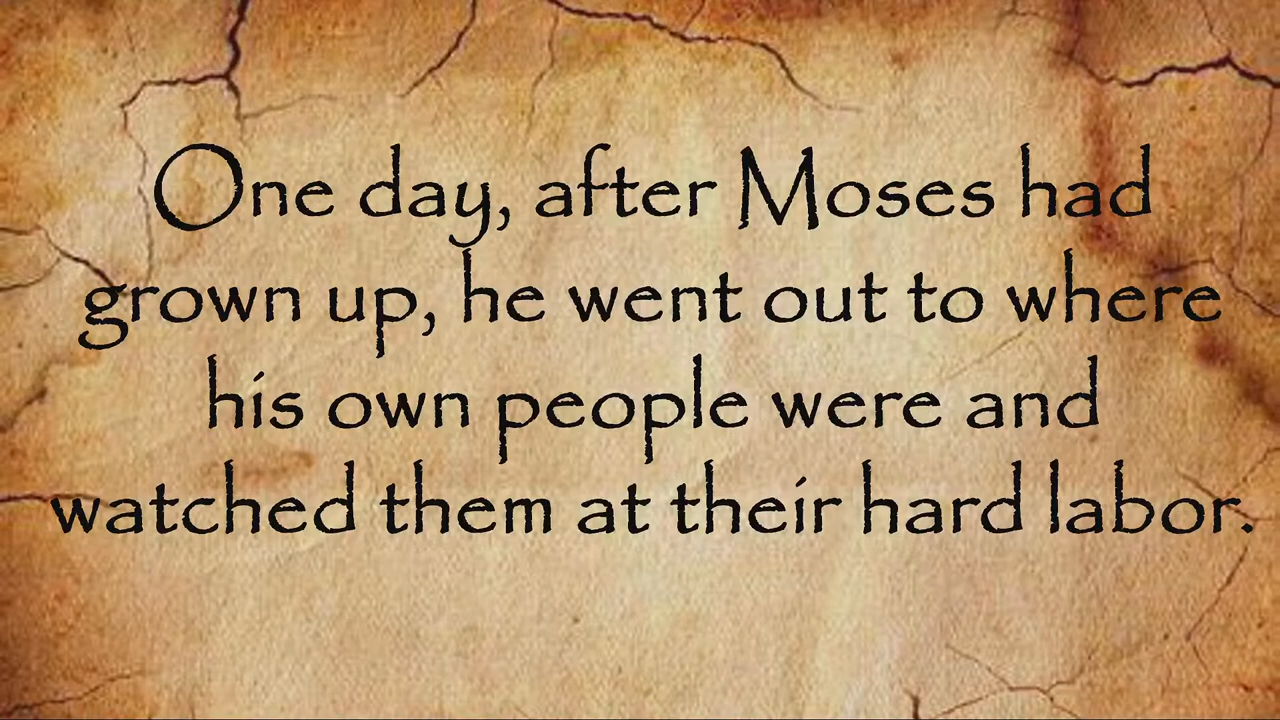 One day, after Moses had
grown up, he went out to where
his own people were and
watched them at their hard labor.